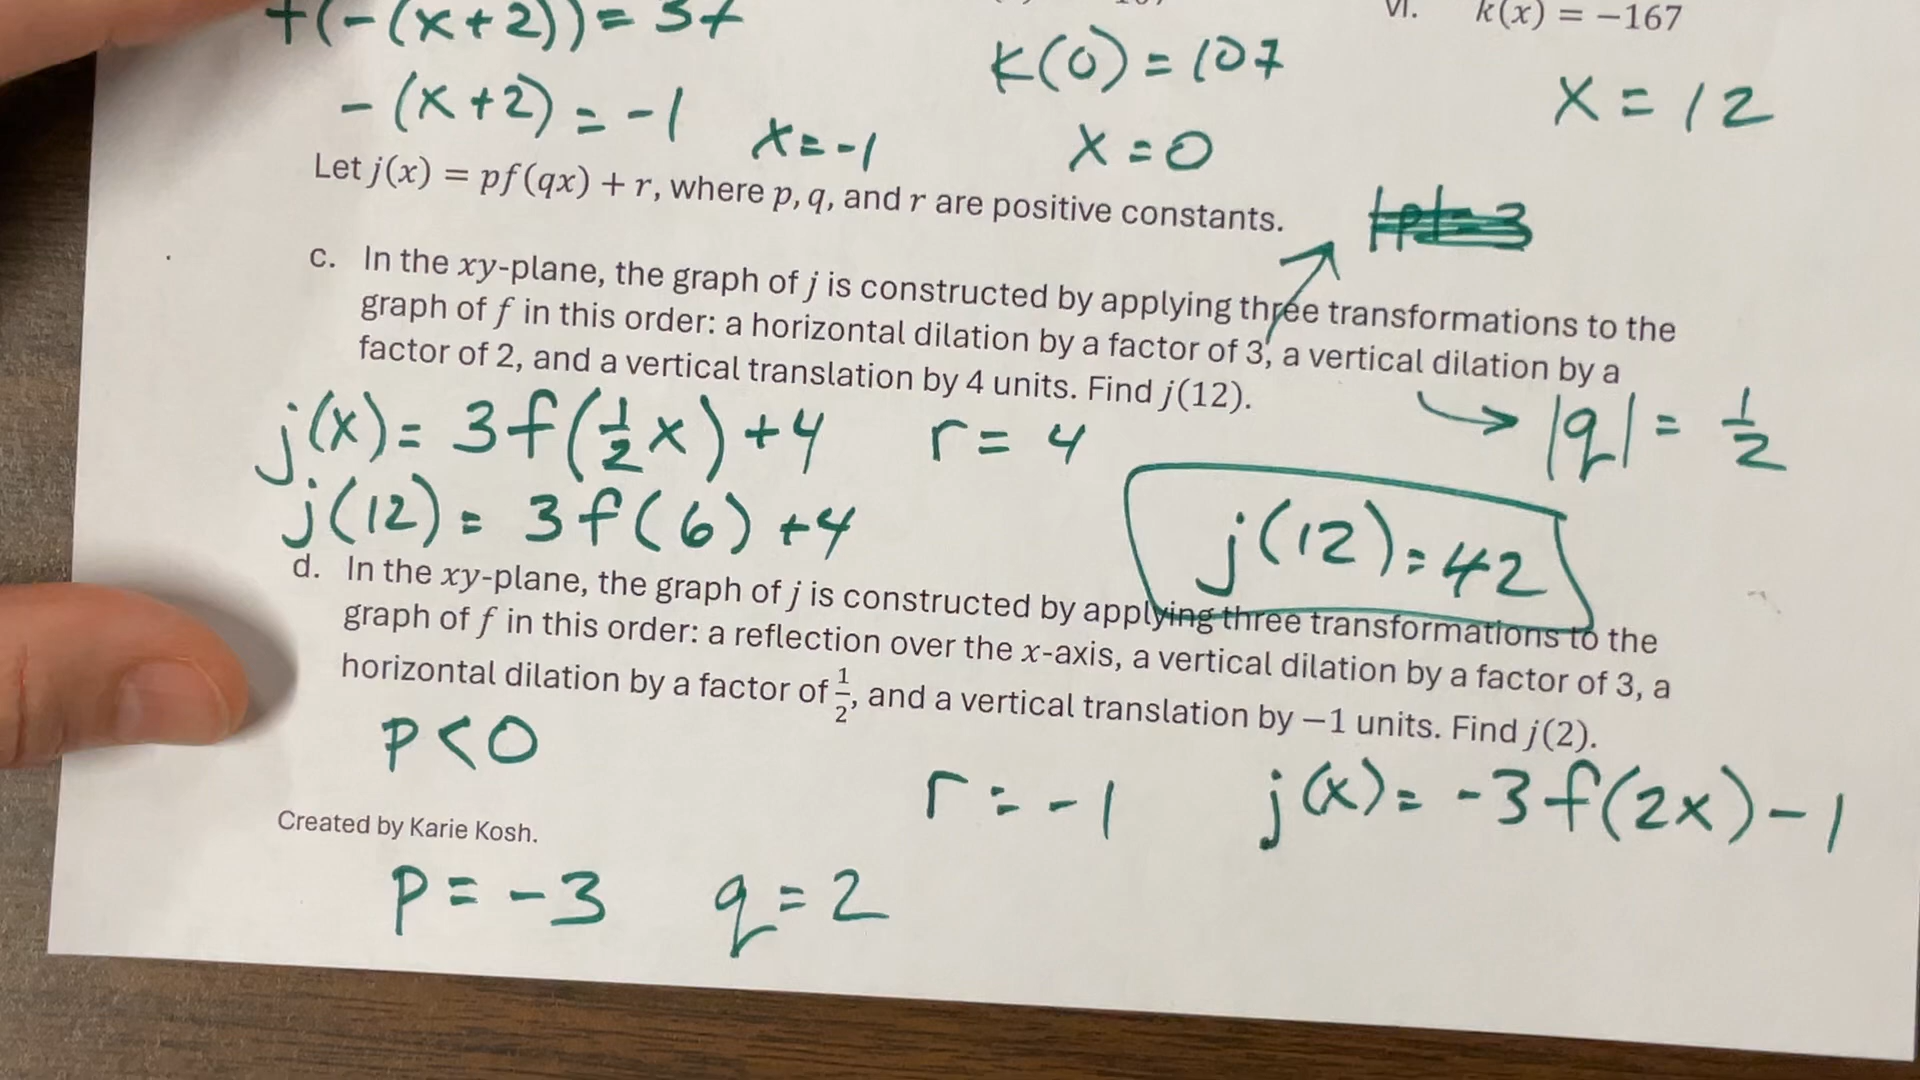 f(-(x+2)) = 37
VI. k(x) = −167
K(0) = 107
-(x+2) = -1
x = -1
x = 0
x = 12
Let j(x) = pf(qx) + r, where p, q, and r are positive constants.
c. In the xy-plane, the graph of j is constructed by applying three transformations to the
graph of f in this order: a horizontal dilation by a factor of 3, a vertical dilation by a
factor of 2, and a vertical translation by 4 units. Find j(12).
j(x) = 3f(½x) + 4
r = 4
|q| = ½
j(12) = 3f(6) + 4
j(12) = 42
d. In the xy-plane, the graph of j is constructed by applying three transformations to the
graph of f in this order: a reflection over the x-axis, a vertical dilation by a factor of 3, a
horizontal dilation by a factor of ½, and a vertical translation by −1 units. Find j(2).
p < 0
r = -1
j(x) = -3f(2x) - 1
Created by Karie Kosh.
p = -3
q = 2